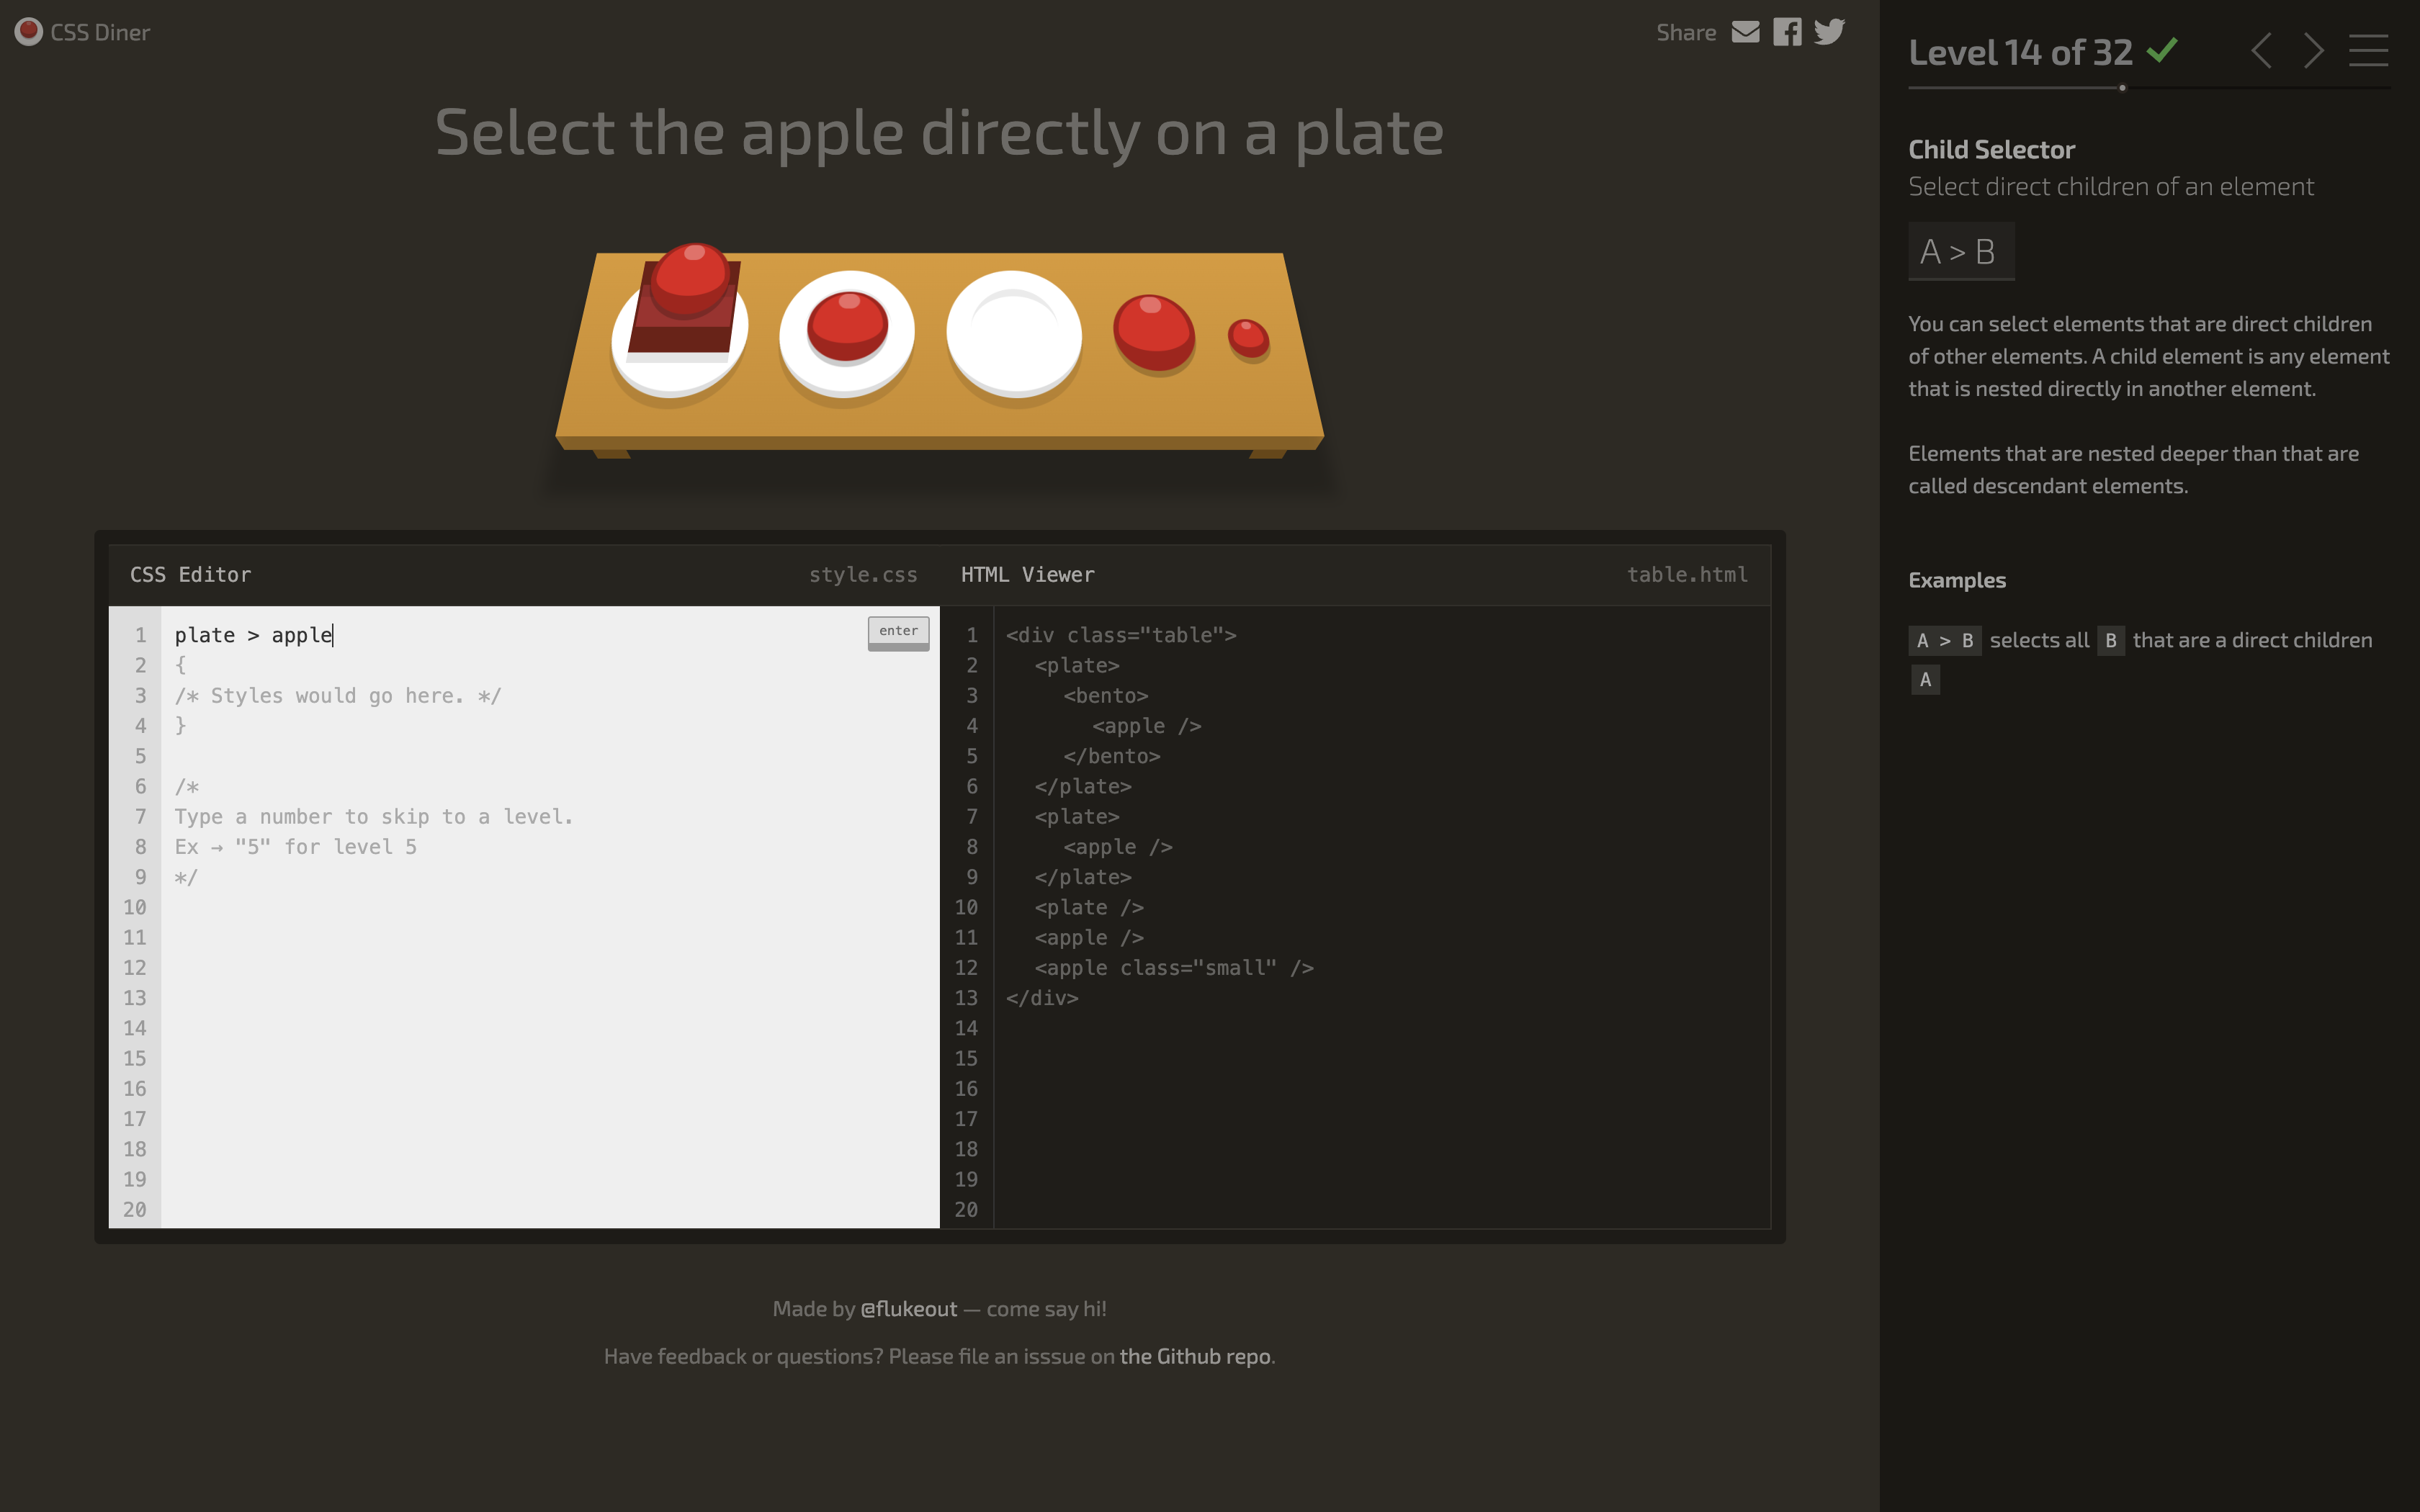 CSS Diner
Share
Select the apple directly on a plate
CSS Editor
style.css
1 plate > apple
enter
2 {
3 /* Styles would go here. */
4 }
5
6 /*
7 Type a number to skip to a level.
8 Ex → "5" for level 5
9 */
10
11
12
13
14
15
16
17
18
19
20
HTML Viewer
table.html
1 <div class="table">
2 <plate>
3 <bento>
4 <apple />
5 </bento>
6 </plate>
7 <plate>
8 <apple />
9 </plate>
10 <plate />
11 <apple />
12 <apple class="small" />
13 </div>
14
15
16
17
18
19
20
Made by @flukeout — come say hi!
Have feedback or questions? Please file an isssue on the Github repo.
Level 14 of 32
Child Selector
Select direct children of an element
A > B
You can select elements that are direct children
of other elements. A child element is any element
that is nested directly in another element.
Elements that are nested deeper than that are
called descendant elements.
Examples
A > B selects all B that are a direct children
A